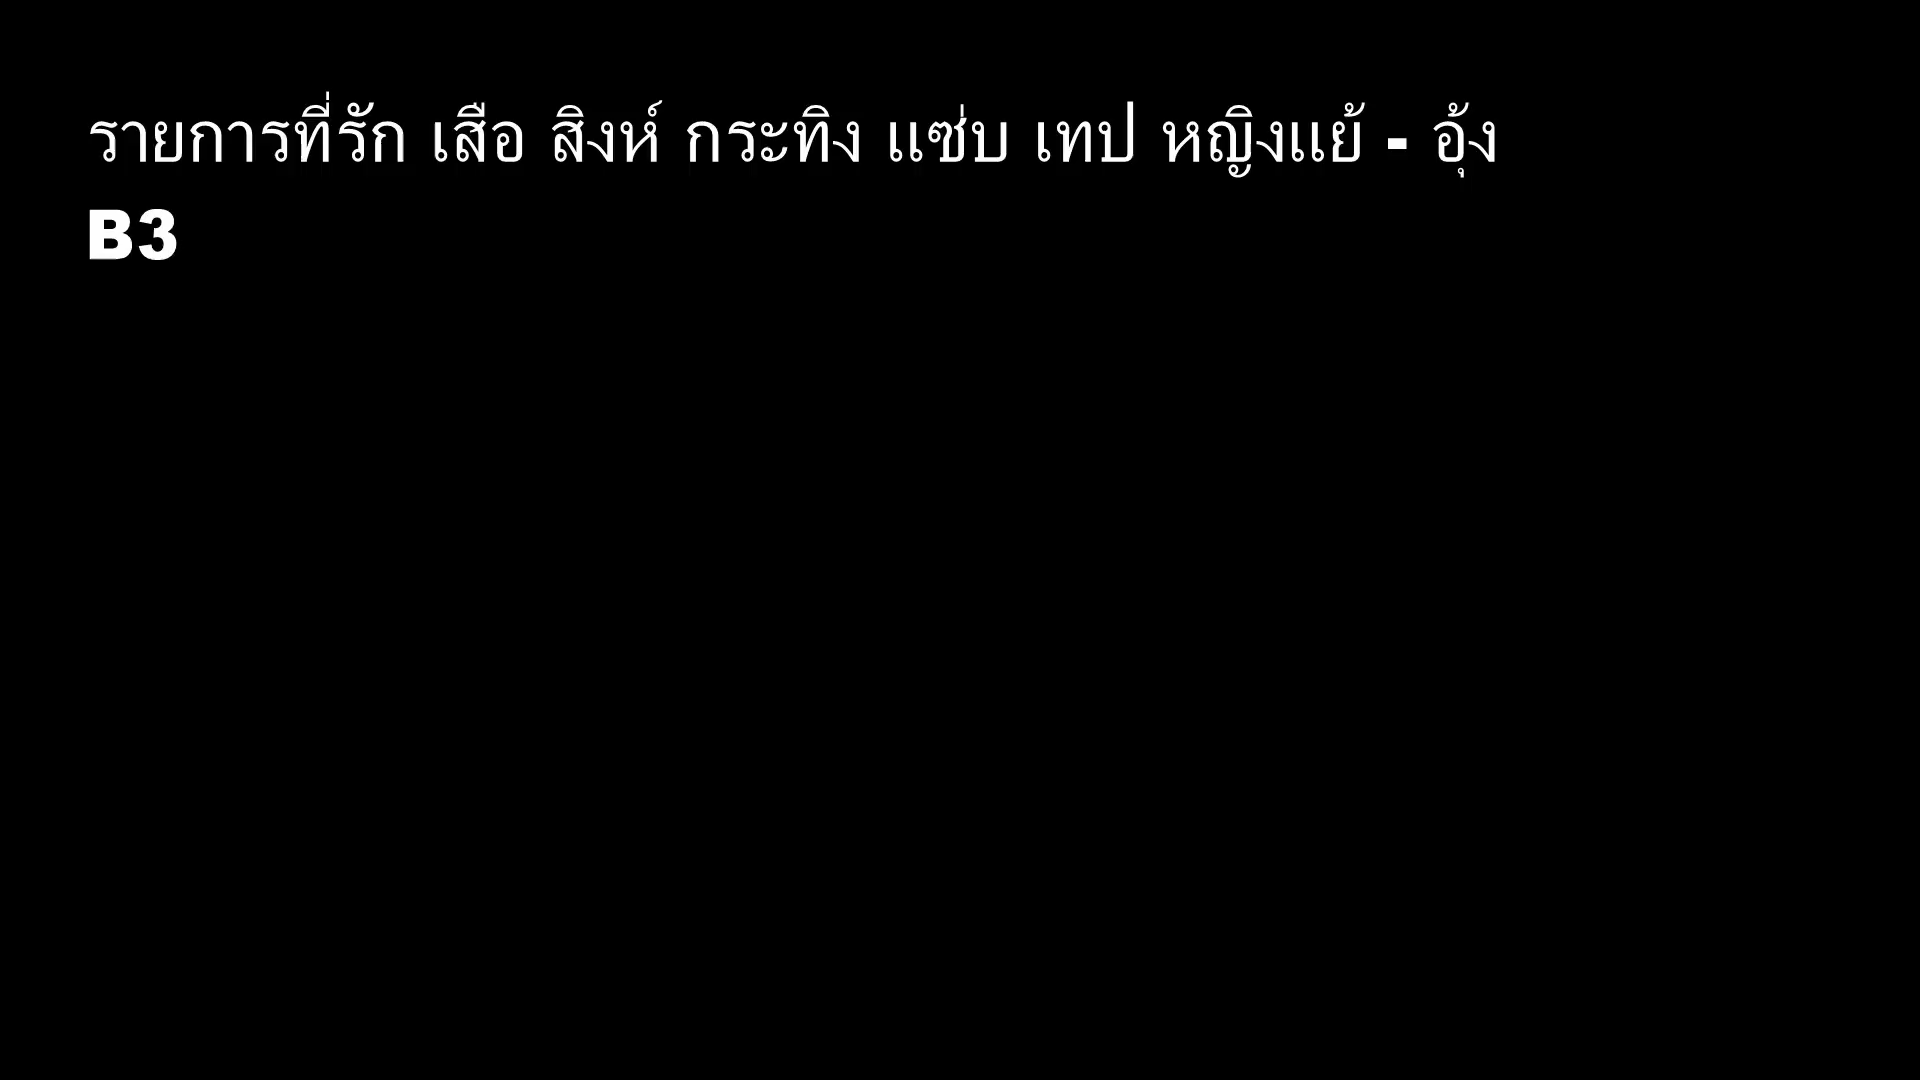 รายการที่รัก เสือ สิงห์ กระทิง แซ่บ เทป หญิงแย้ - อุ้ง
B3